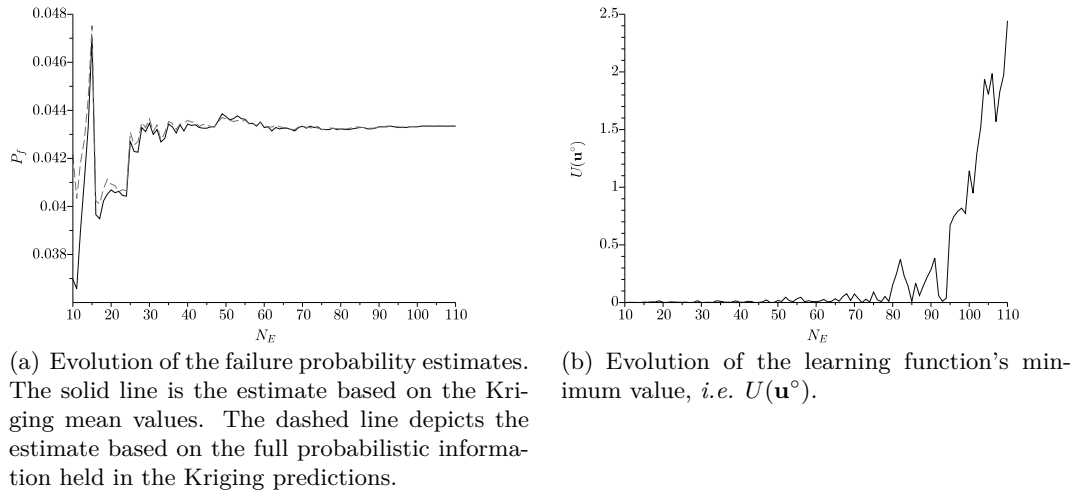 0.048
0.046
0.044
0.042
0.04
0.038
P_f
10 20 30 40 50 60 70 80 90 100 110
N_E
2.5
2
1.5
1
0.5
0
U(u°)
10 20 30 40 50 60 70 80 90 100 110
N_E
(a) Evolution of the failure probability estimates.
The solid line is the estimate based on the Kri-
ging mean values. The dashed line depicts the
estimate based on the full probabilistic informa-
tion held in the Kriging predictions.
(b) Evolution of the learning function's min-
imum value, i.e. U(u°).